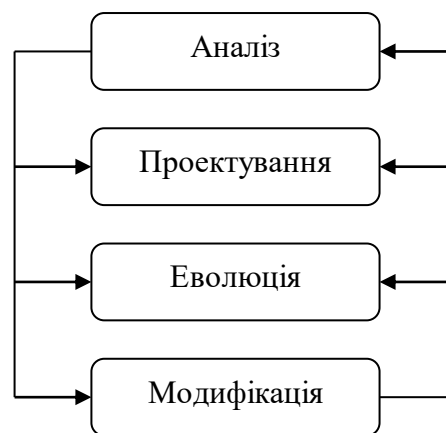 Аналіз
Проектування
Еволюція
Модифікація